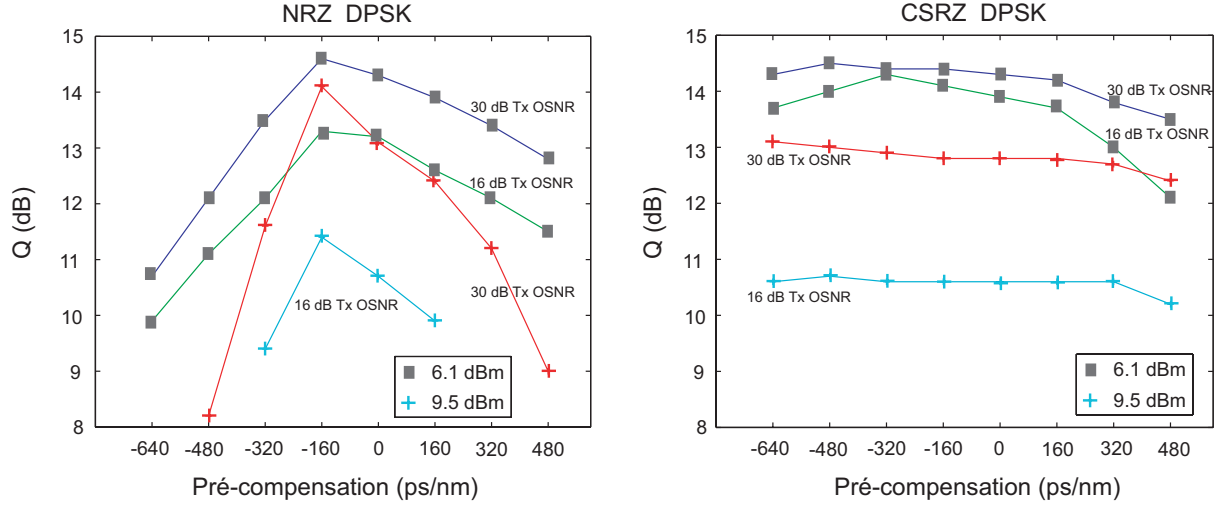 NRZ DPSK
15
14
13
12
11
10
9
8
Q (dB)
30 dB Tx OSNR
16 dB Tx OSNR
16 dB Tx OSNR
30 dB Tx OSNR
6.1 dBm
9.5 dBm
-640 -480 -320 -160 0 160 320 480
Pré-compensation (ps/nm)
CSRZ DPSK
15
14
13
12
11
10
9
8
Q (dB)
30 dB Tx OSNR
16 dB Tx OSNR
30 dB Tx OSNR
16 dB Tx OSNR
6.1 dBm
9.5 dBm
-640 -480 -320 -160 0 160 320 480
Pré-compensation (ps/nm)